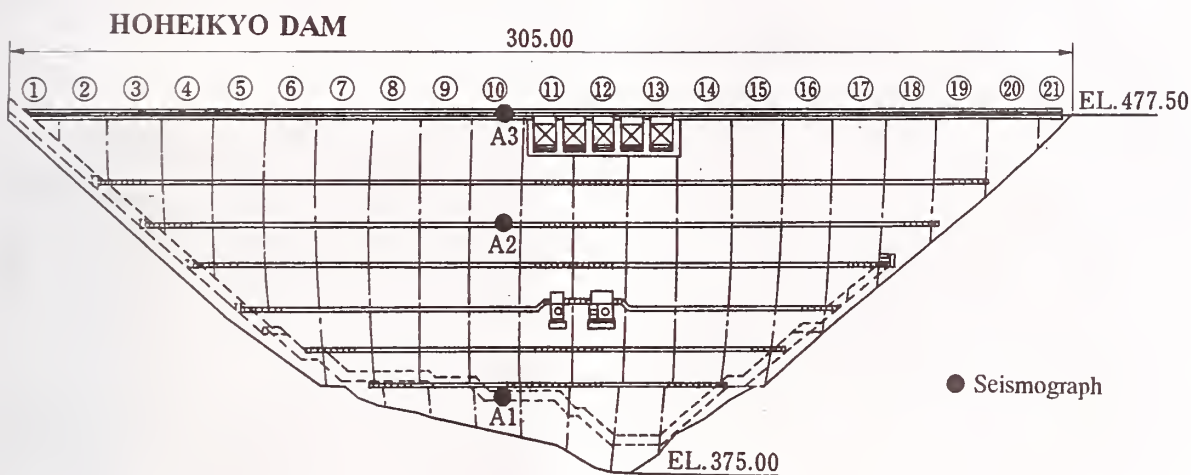 HOHEIKYO DAM
305.00
① ② ③ ④ ⑤ ⑥ ⑦ ⑧ ⑨ ⑩ ⑪ ⑫ ⑬ ⑭ ⑮ ⑯ ⑰ ⑱ ⑲ ⑳ ㉑
EL.477.50
A3
A2
Seismograph
A1
EL.375.00